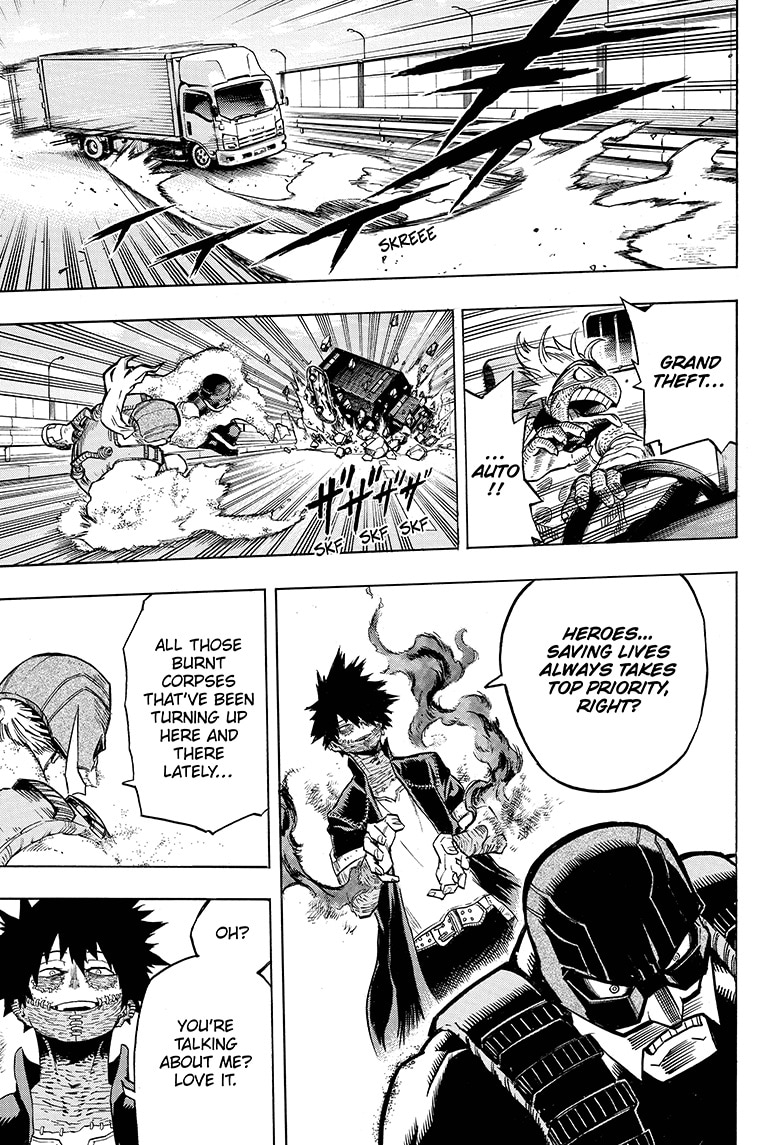 SKREEE
GRAND
THEFT...
...
AUTO
!!
ザザザザ
SKF
SKF
SKF
HEROES...
SAVING LIVES
ALWAYS TAKES
TOP PRIORITY,
RIGHT?
ALL THOSE
BURNT
CORPSES
THAT'VE BEEN
TURNING UP
HERE AND
THERE
LATELY...
OH?
YOU'RE
TALKING
ABOUT ME?
LOVE IT.